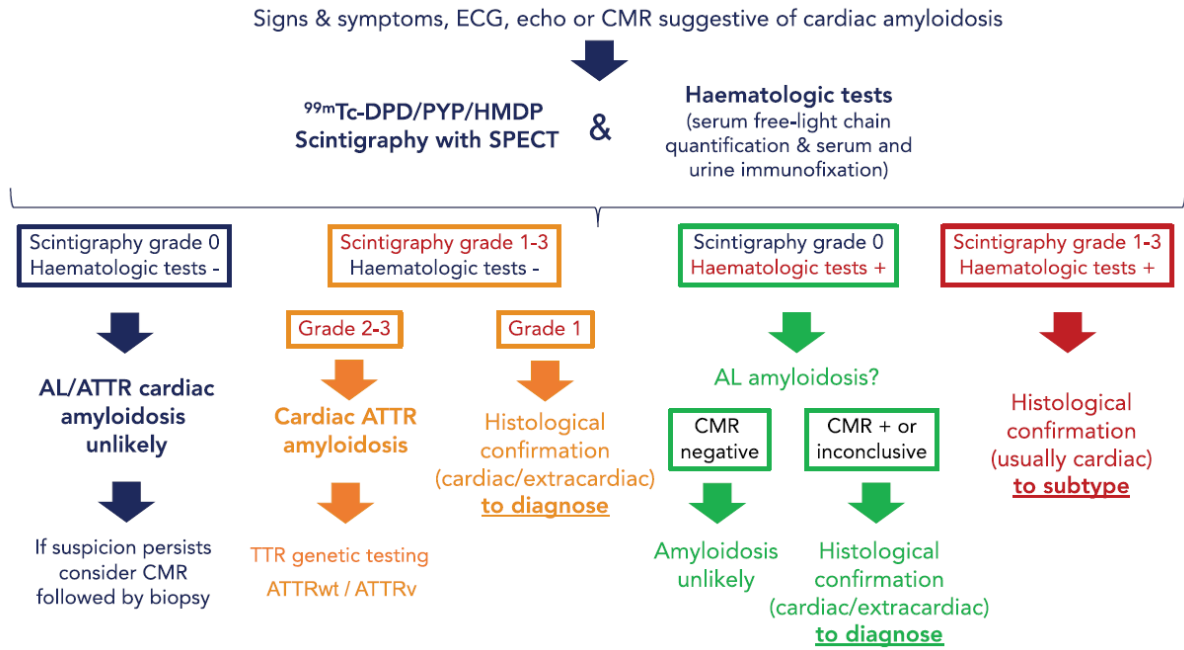 Signs & symptoms, ECG, echo or CMR suggestive of cardiac amyloidosis
⁹⁹ᵐTc-DPD/PYP/HMDP
Scintigraphy with SPECT
&
Haematologic tests
(serum free-light chain
quantification & serum and
urine immunofixation)
Scintigraphy grade 0
Haematologic tests -
AL/ATTR cardiac
amyloidosis
unlikely
If suspicion persists
consider CMR
followed by biopsy
Scintigraphy grade 1-3
Haematologic tests -
Grade 2-3
Cardiac ATTR
amyloidosis
TTR genetic testing
ATTRwt / ATTRv
Grade 1
Histological
confirmation
(cardiac/extracardiac)
to diagnose
Scintigraphy grade 0
Haematologic tests +
AL amyloidosis?
CMR
negative
Amyloidosis
unlikely
CMR + or
inconclusive
Histological
confirmation
(cardiac/extracardiac)
to diagnose
Scintigraphy grade 1-3
Haematologic tests +
Histological
confirmation
(usually cardiac)
to subtype